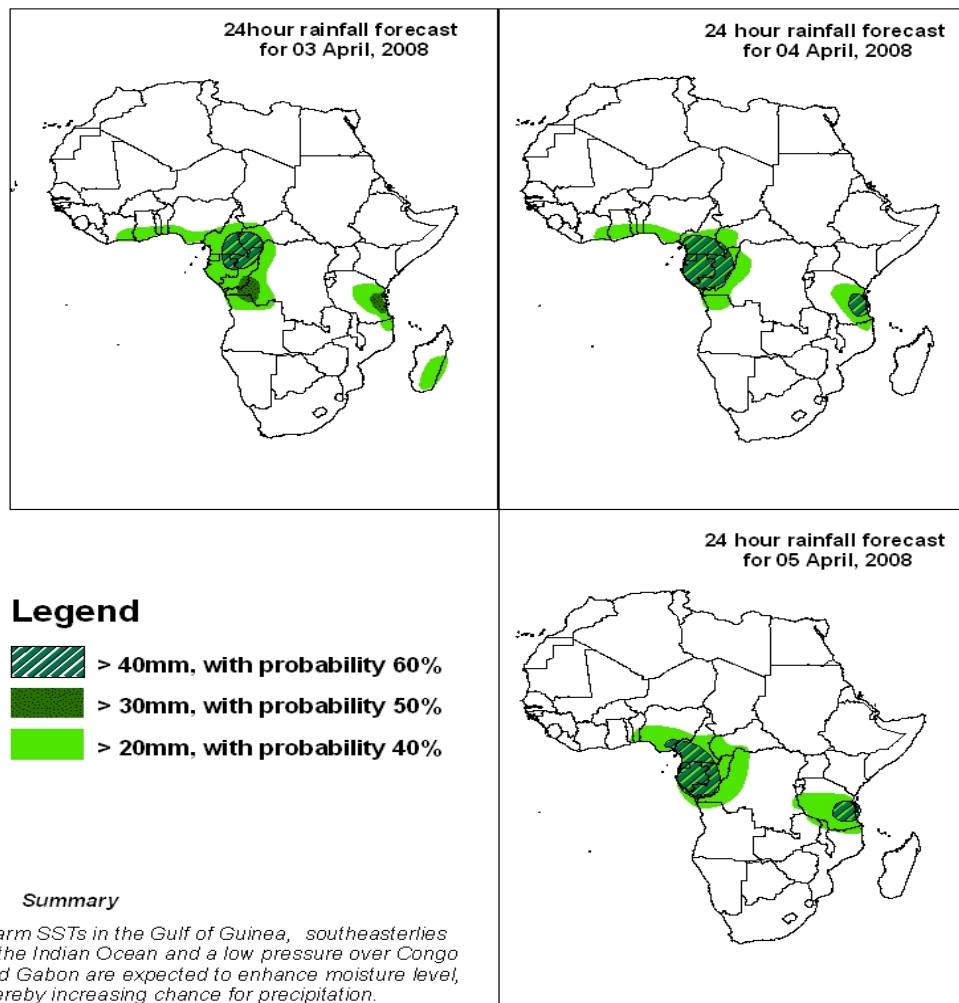 24hour rainfall forecast
for 03 April, 2008
24 hour rainfall forecast
for 04 April, 2008
24 hour rainfall forecast
for 05 April, 2008
Legend
> 40mm, with probability 60%
> 30mm, with probability 50%
> 20mm, with probability 40%
Summary
arm SSTs in the Gulf of Guinea, southeasterlies
the Indian Ocean and a low pressure over Congo
d Gabon are expected to enhance moisture level,
ereby increasing chance for precipitation.